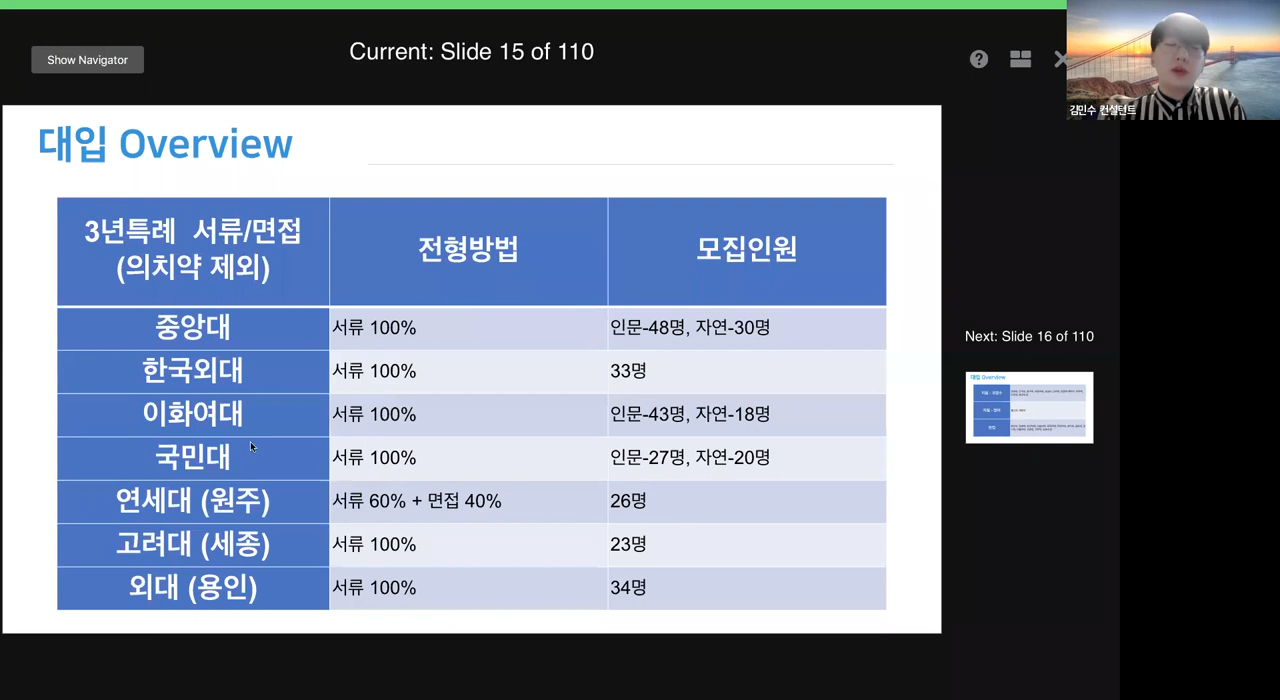 Show Navigator
Current: Slide 15 of 110
김민수 컨설턴트
대입 Overview
3년특례 서류/면접
(의치약 제외)
전형방법
모집인원
중앙대
서류 100%
인문-48명, 자연-30명
한국외대
서류 100%
33명
이화여대
서류 100%
인문-43명, 자연-18명
국민대
서류 100%
인문-27명, 자연-20명
연세대 (원주)
서류 60% + 면접 40%
26명
고려대 (세종)
서류 100%
23명
외대 (용인)
서류 100%
34명
Next: Slide 16 of 110
대입 Overview